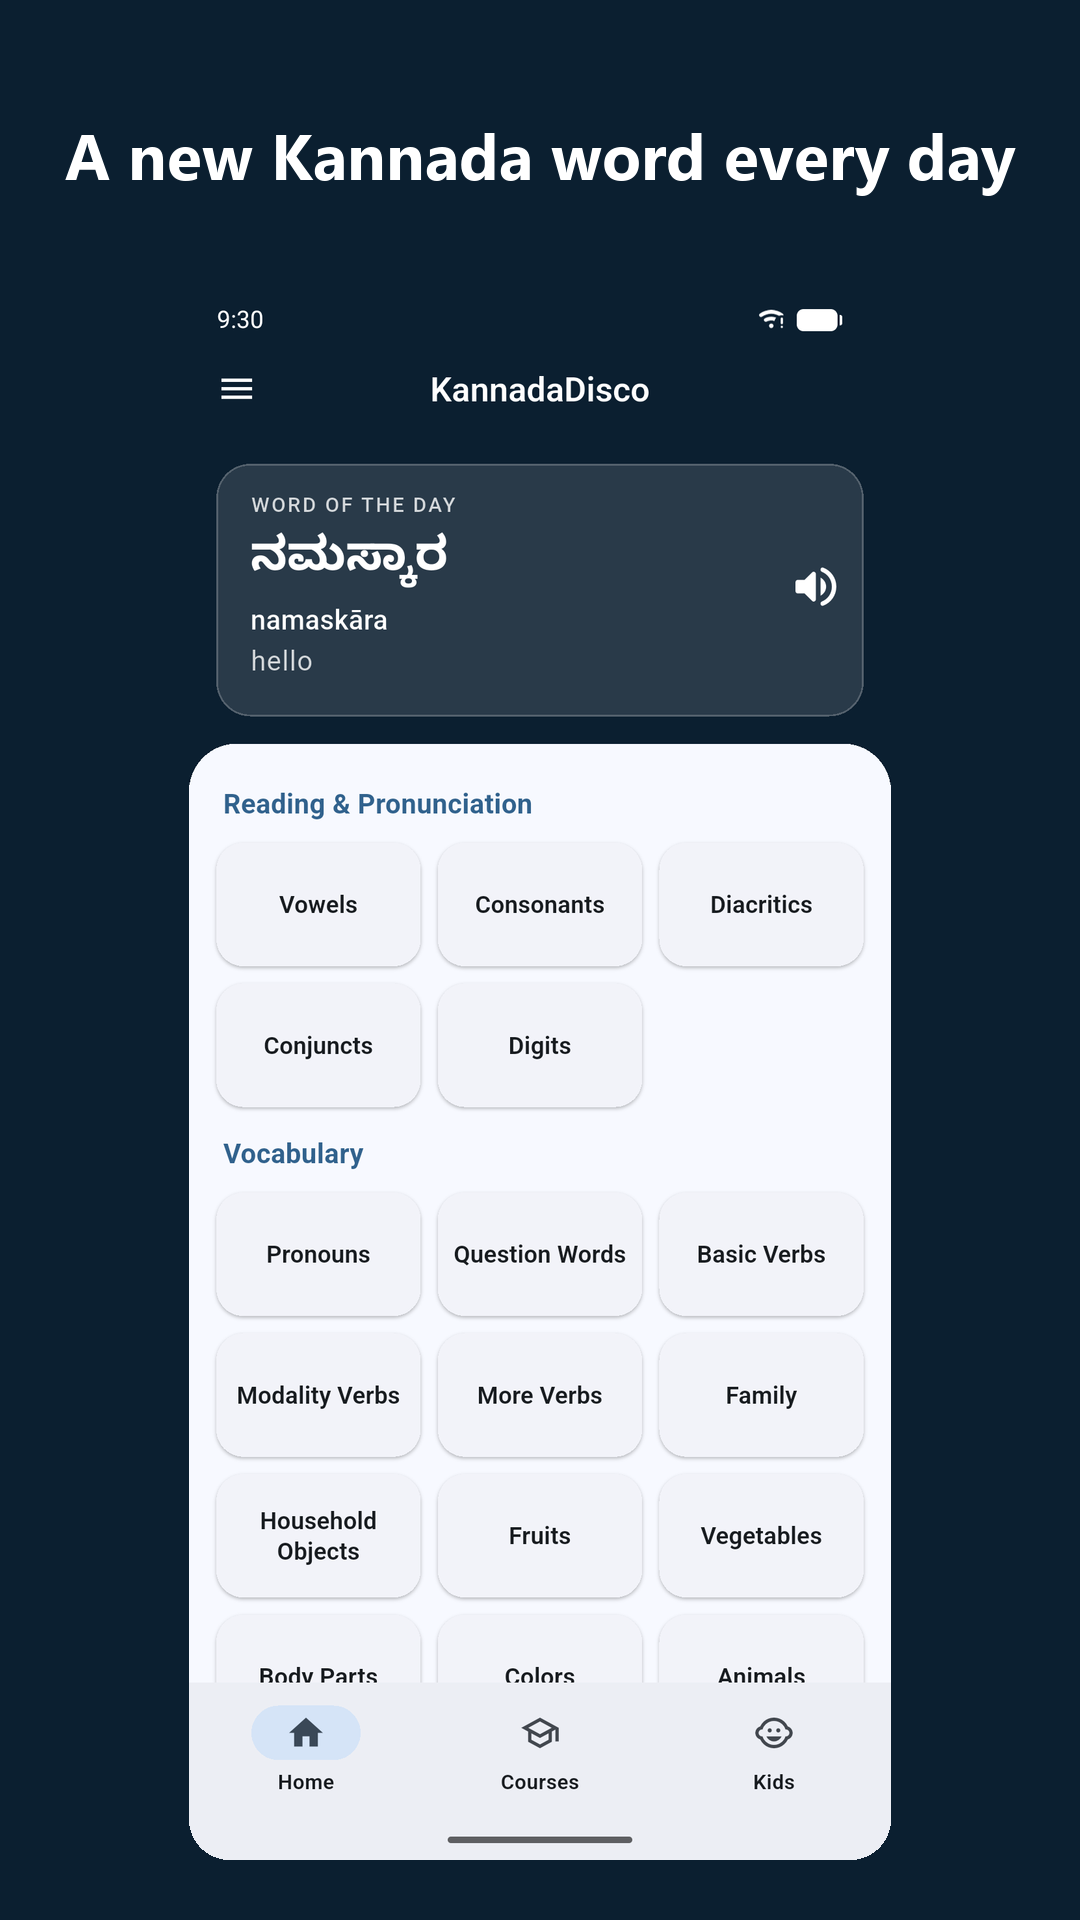 A new Kannada word every day
9:30
KannadaDisco
WORD OF THE DAY
ನಮಸ್ಕಾರ
namaskāra
hello
Reading & Pronunciation
Vowels
Consonants
Diacritics
Conjuncts
Digits
Vocabulary
Pronouns
Question Words
Basic Verbs
Modality Verbs
More Verbs
Family
Household
Objects
Fruits
Vegetables
Body Parts
Colors
Animals
Home
Courses
Kids